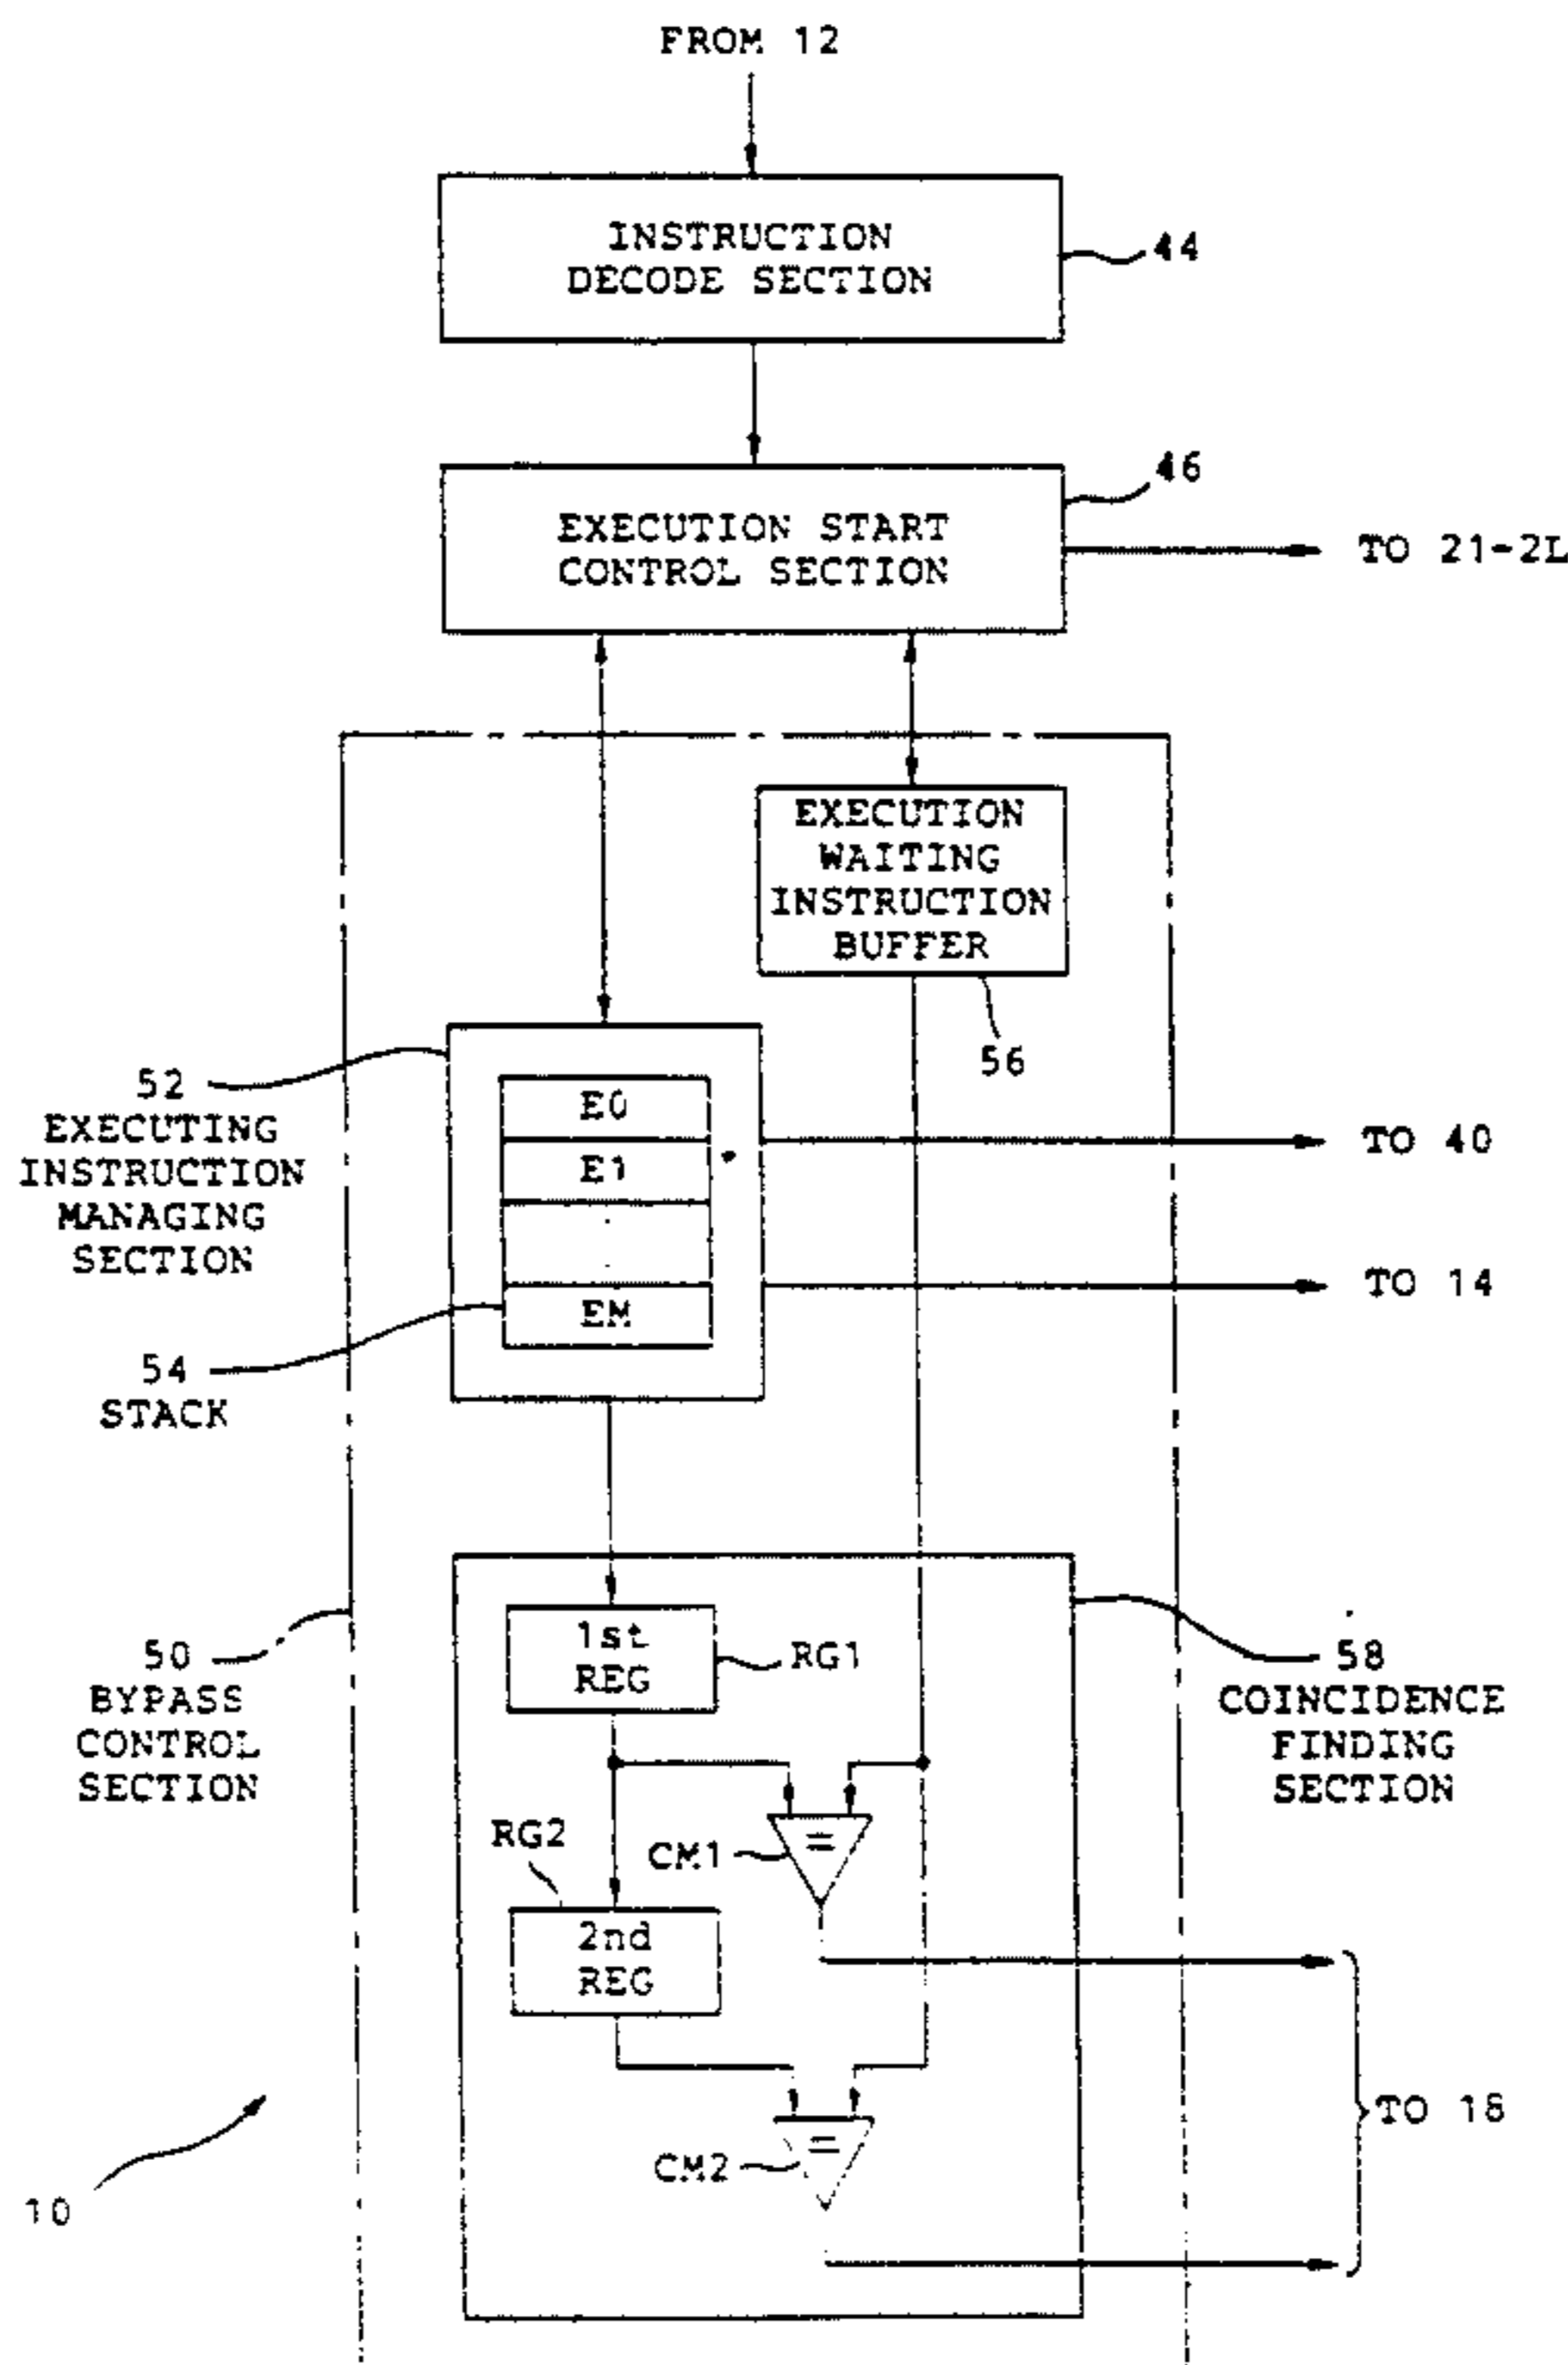 FROM 12
INSTRUCTION
DECODE SECTION
44
46
EXECUTION START
CONTROL SECTION
TO 21-2L
EXECUTION
WAITING
INSTRUCTION
BUFFER
56
52
EXECUTING
INSTRUCTION
MANAGING
SECTION
E0
E1
EM
TO 40
TO 14
54
STACK
1st
REG
RG1
50
BYPASS
CONTROL
SECTION
58
COINCIDENCE
FINDING
SECTION
RG2
CM1
=
2nd
REG
TO 18
CM2
=
10